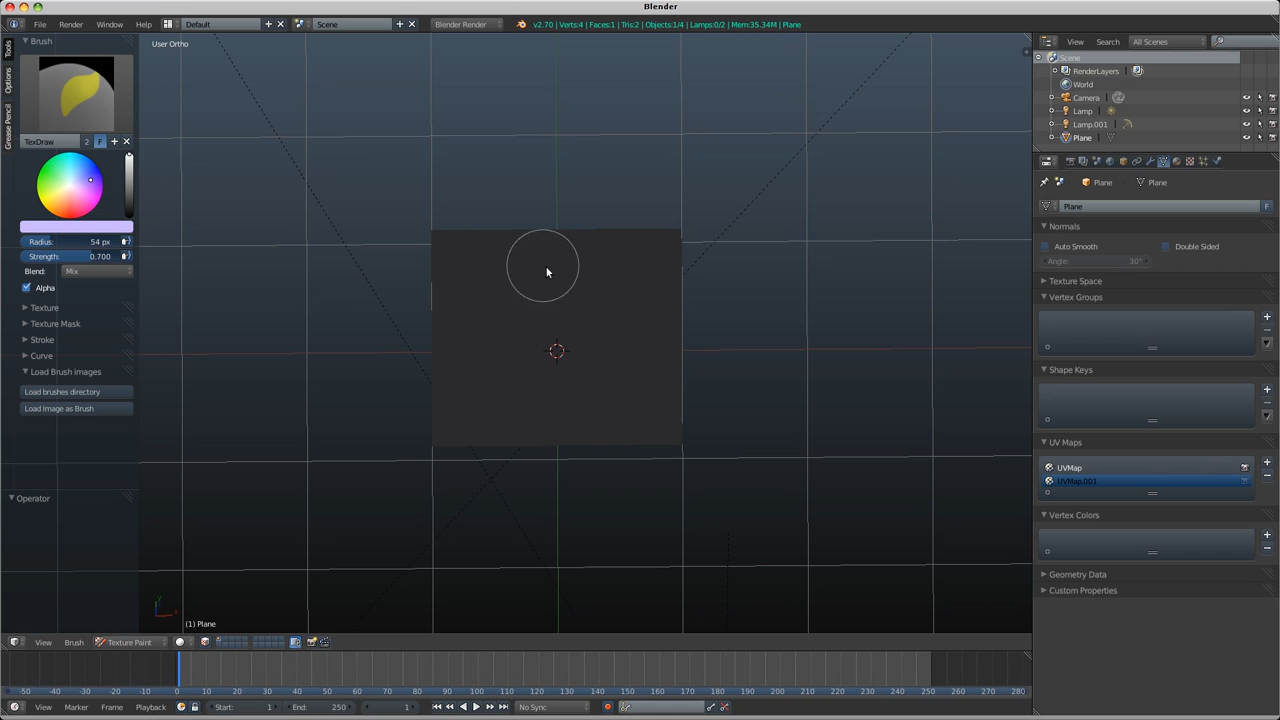 Blender
File Render Window Help Default Scene Blender Render v2.70 | Verts:4 | Faces:1 | Tris:2 | Objects:1/4 | Lamps:0/2 | Mem:35.34M | Plane
Tools
Options
Grease Pencil
Brush
TexDraw 2 F
Radius: 54 px
Strength: 0.700
Blend: Mix
Alpha
Texture
Texture Mask
Stroke
Curve
Load Brush images
Load brushes directory
Load Image as Brush
Operator
User Ortho
(1) Plane
View Brush Texture Paint
-50 -40 -30 -20 -10 0 10 20 30 40 50 60 70 80 90 100 110 120 130 140 150 160 170 180 190 200 210 220 230 240 250 260 270 280
View Marker Frame Playback Start: 1 End: 250 1 No Sync
View Search All Scenes
Scene
RenderLayers
World
Camera
Lamp
Lamp.001
Plane
Plane Plane
Plane F
Normals
Auto Smooth Double Sided
Angle: 30°
Texture Space
Vertex Groups
Shape Keys
UV Maps
UVMap
UVMap.001
Vertex Colors
Geometry Data
Custom Properties